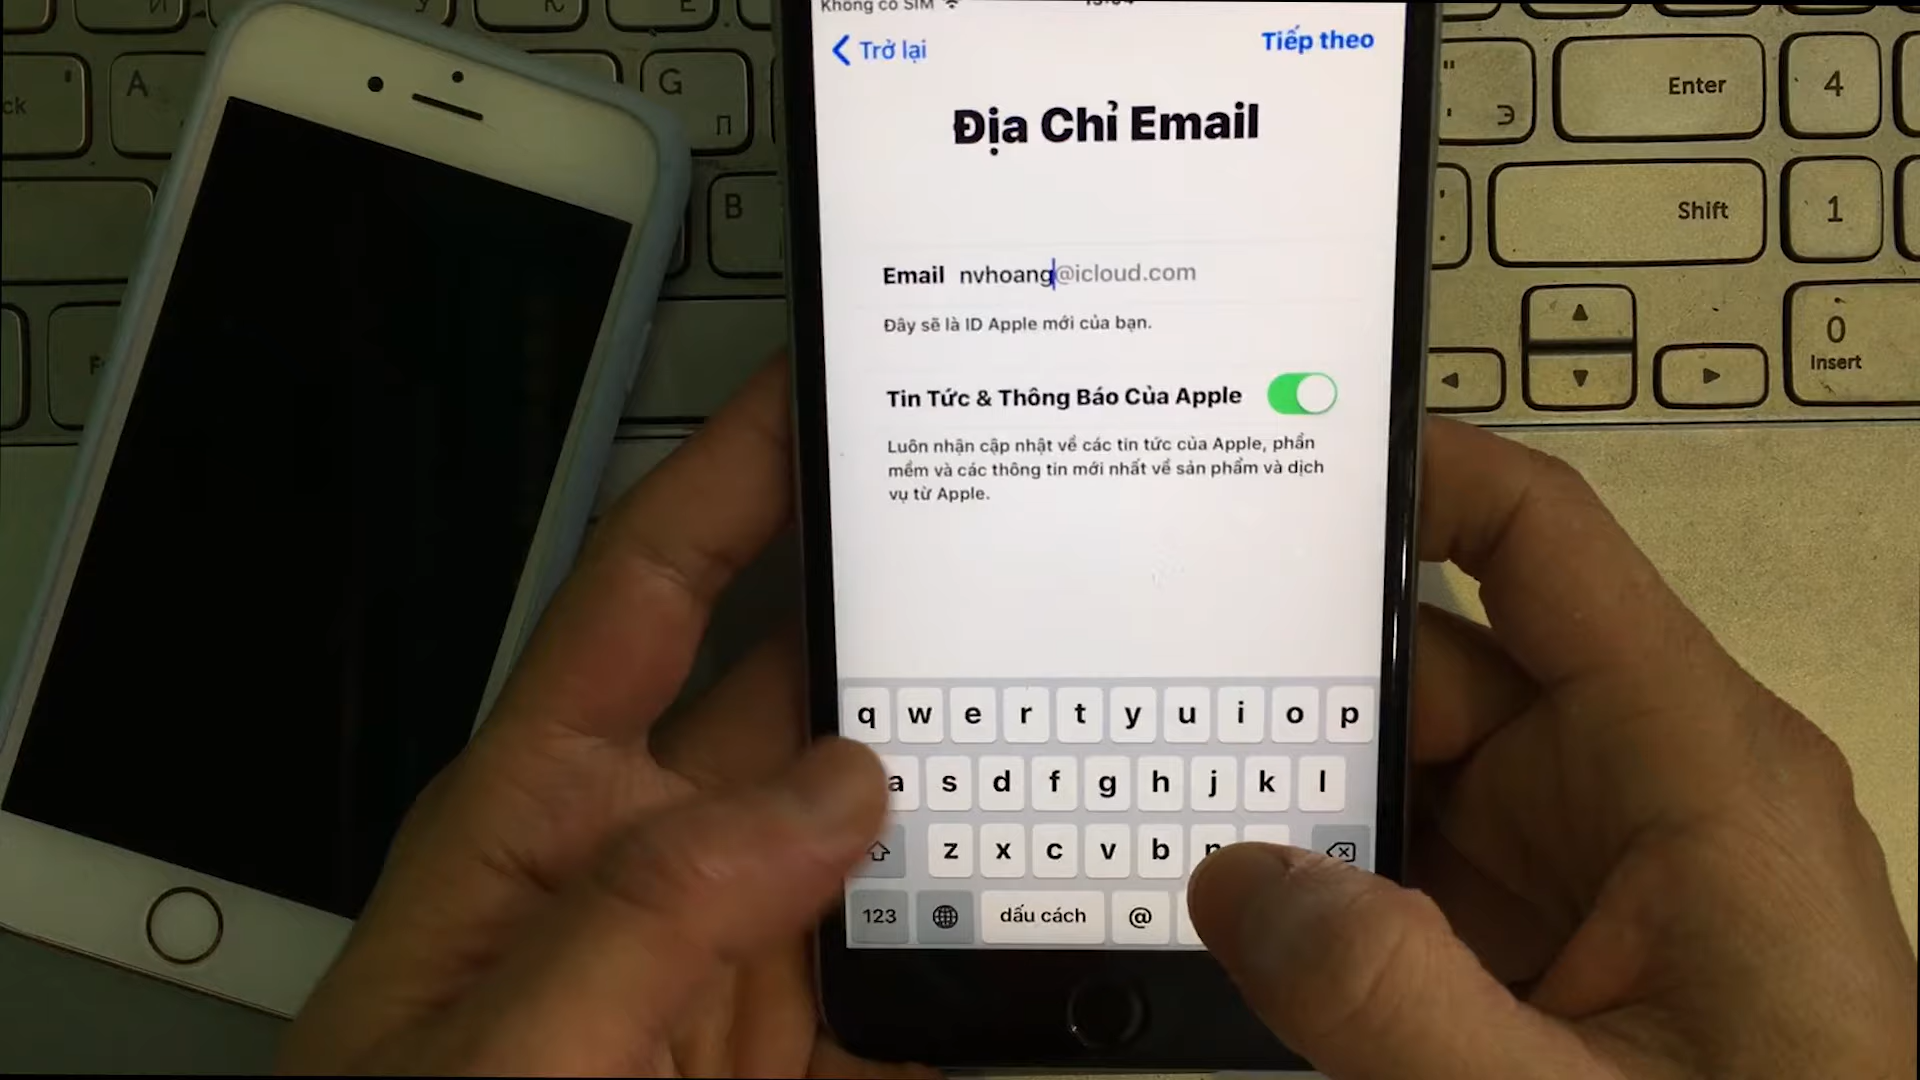 Không có SIM
Trở lại
Tiếp theo
Địa Chỉ Email
Email nvhoang@icloud.com
Đây sẽ là ID Apple mới của bạn.
Tin Tức & Thông Báo Của Apple
Luôn nhận cập nhật về các tin tức của Apple, phần
mềm và các thông tin mới nhất về sản phẩm và dịch
vụ từ Apple.
q w e r t y u i o p
a s d f g h j k l
z x c v b n
123 dấu cách @
A
G
П
B
Э
Enter
4
Shift
1
0
Insert